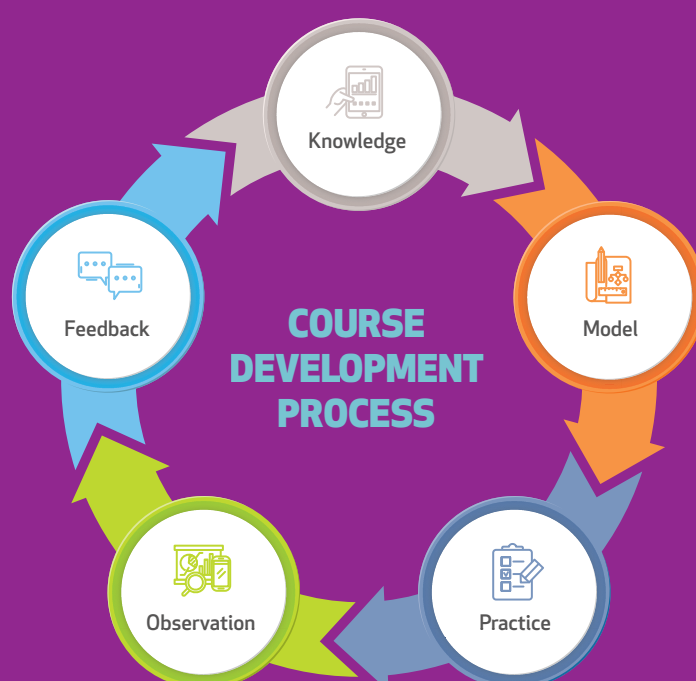 Knowledge
Model
Practice
Observation
Feedback
COURSE
DEVELOPMENT
PROCESS